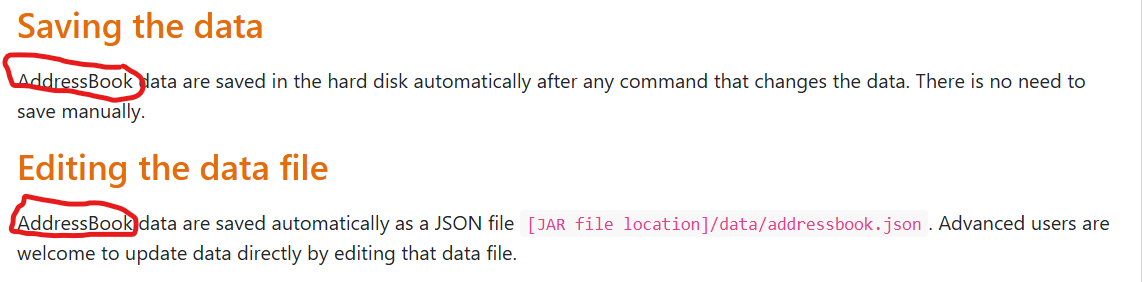 Saving the data
AddressBook data are saved in the hard disk automatically after any command that changes the data. There is no need to
save manually.
Editing the data file
AddressBook data are saved automatically as a JSON file [JAR file location]/data/addressbook.json . Advanced users are
welcome to update data directly by editing that data file.